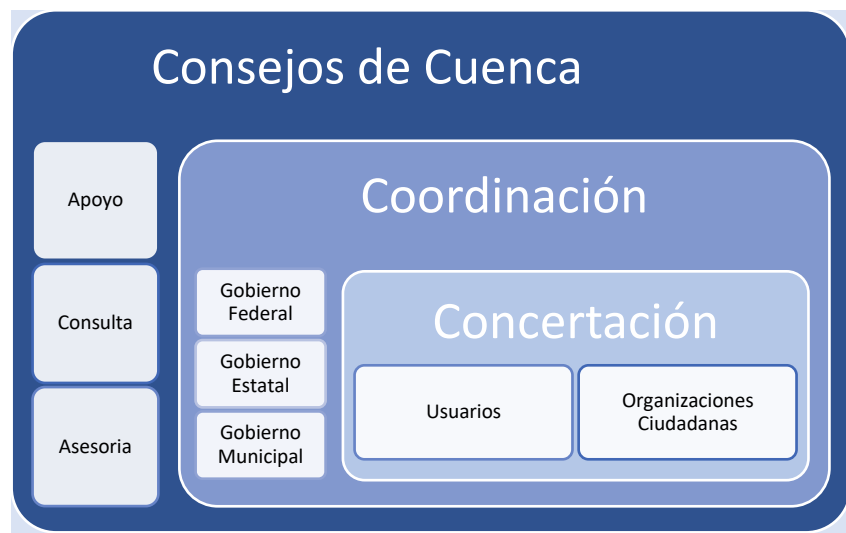 Consejos de Cuenca
Apoyo
Consulta
Asesoria
Coordinación
Gobierno
Federal
Gobierno
Estatal
Gobierno
Municipal
Concertación
Usuarios
Organizaciones
Ciudadanas